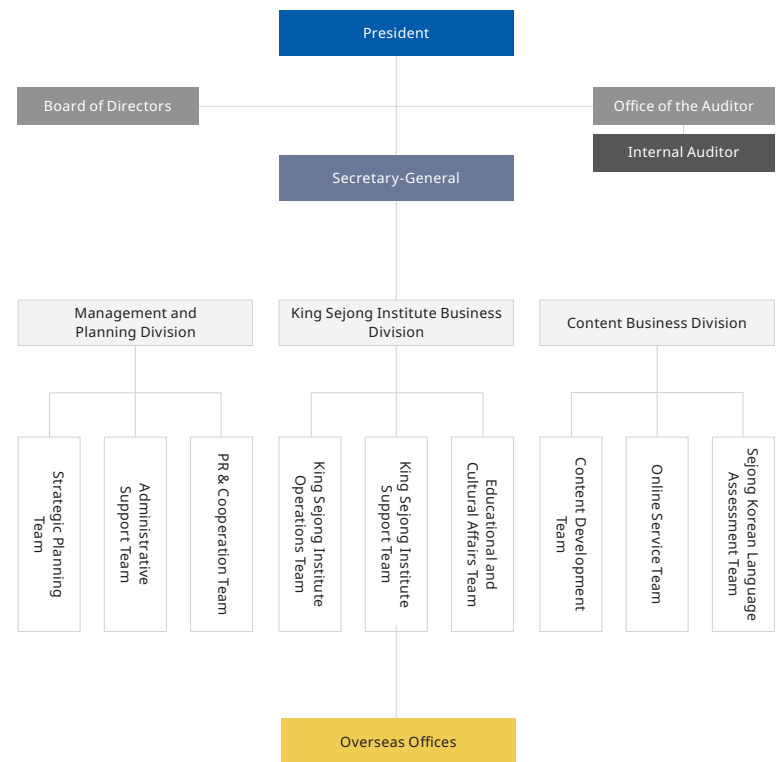 President
Board of Directors
Office of the Auditor
Internal Auditor
Secretary-General
Management and
Planning Division
King Sejong Institute Business
Division
Content Business Division
Strategic Planning
Team
Administrative
Support Team
PR & Cooperation Team
King Sejong Institute
Operations Team
King Sejong Institute
Support Team
Educational and
Cultural Affairs Team
Content Development
Team
Online Service Team
Sejong Korean Language
Assessment Team
Overseas Offices